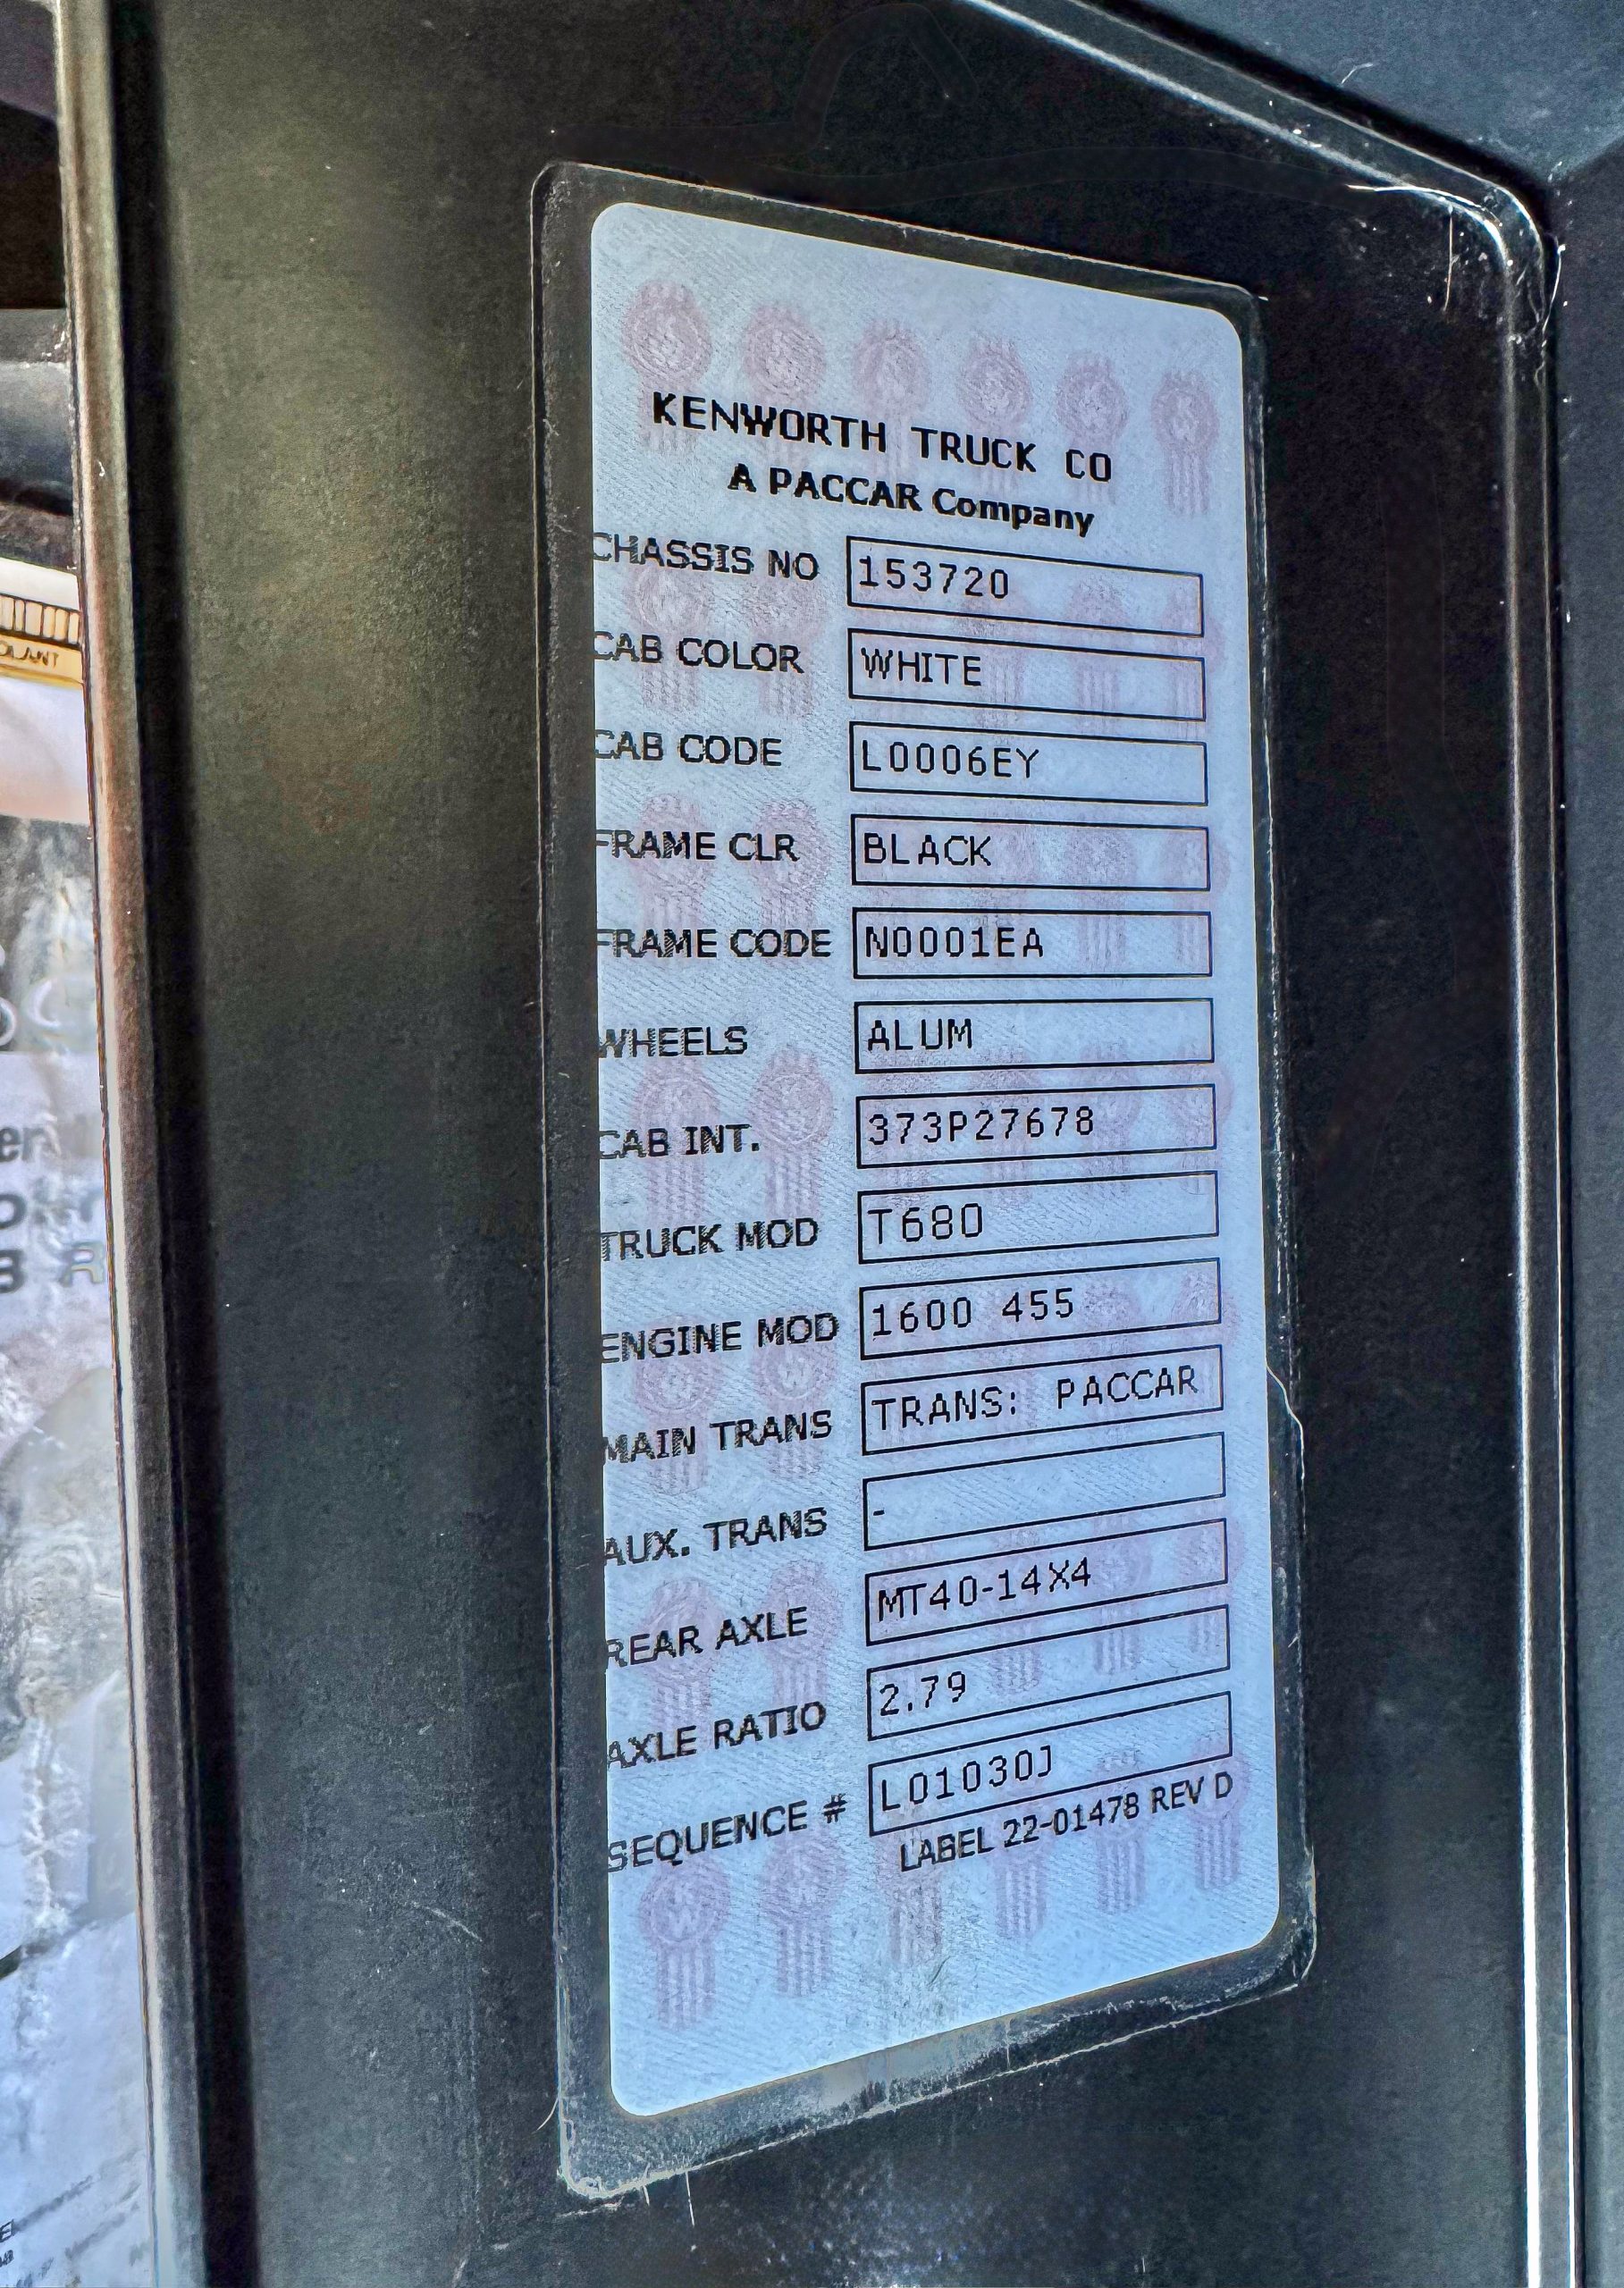 KENWORTH TRUCK CO
A PACCAR Company
CHASSIS NO 153720
CAB COLOR WHITE
CAB CODE L0006EY
FRAME CLR BLACK
FRAME CODE N0001EA
WHEELS ALUM
CAB INT. 373P27678
TRUCK MOD T680
ENGINE MOD 1600 455
MAIN TRANS TRANS: PACCAR
AUX. TRANS -
REAR AXLE MT40-14X4
AXLE RATIO 2.79
SEQUENCE # L01030J
LABEL 22-01478 REV D